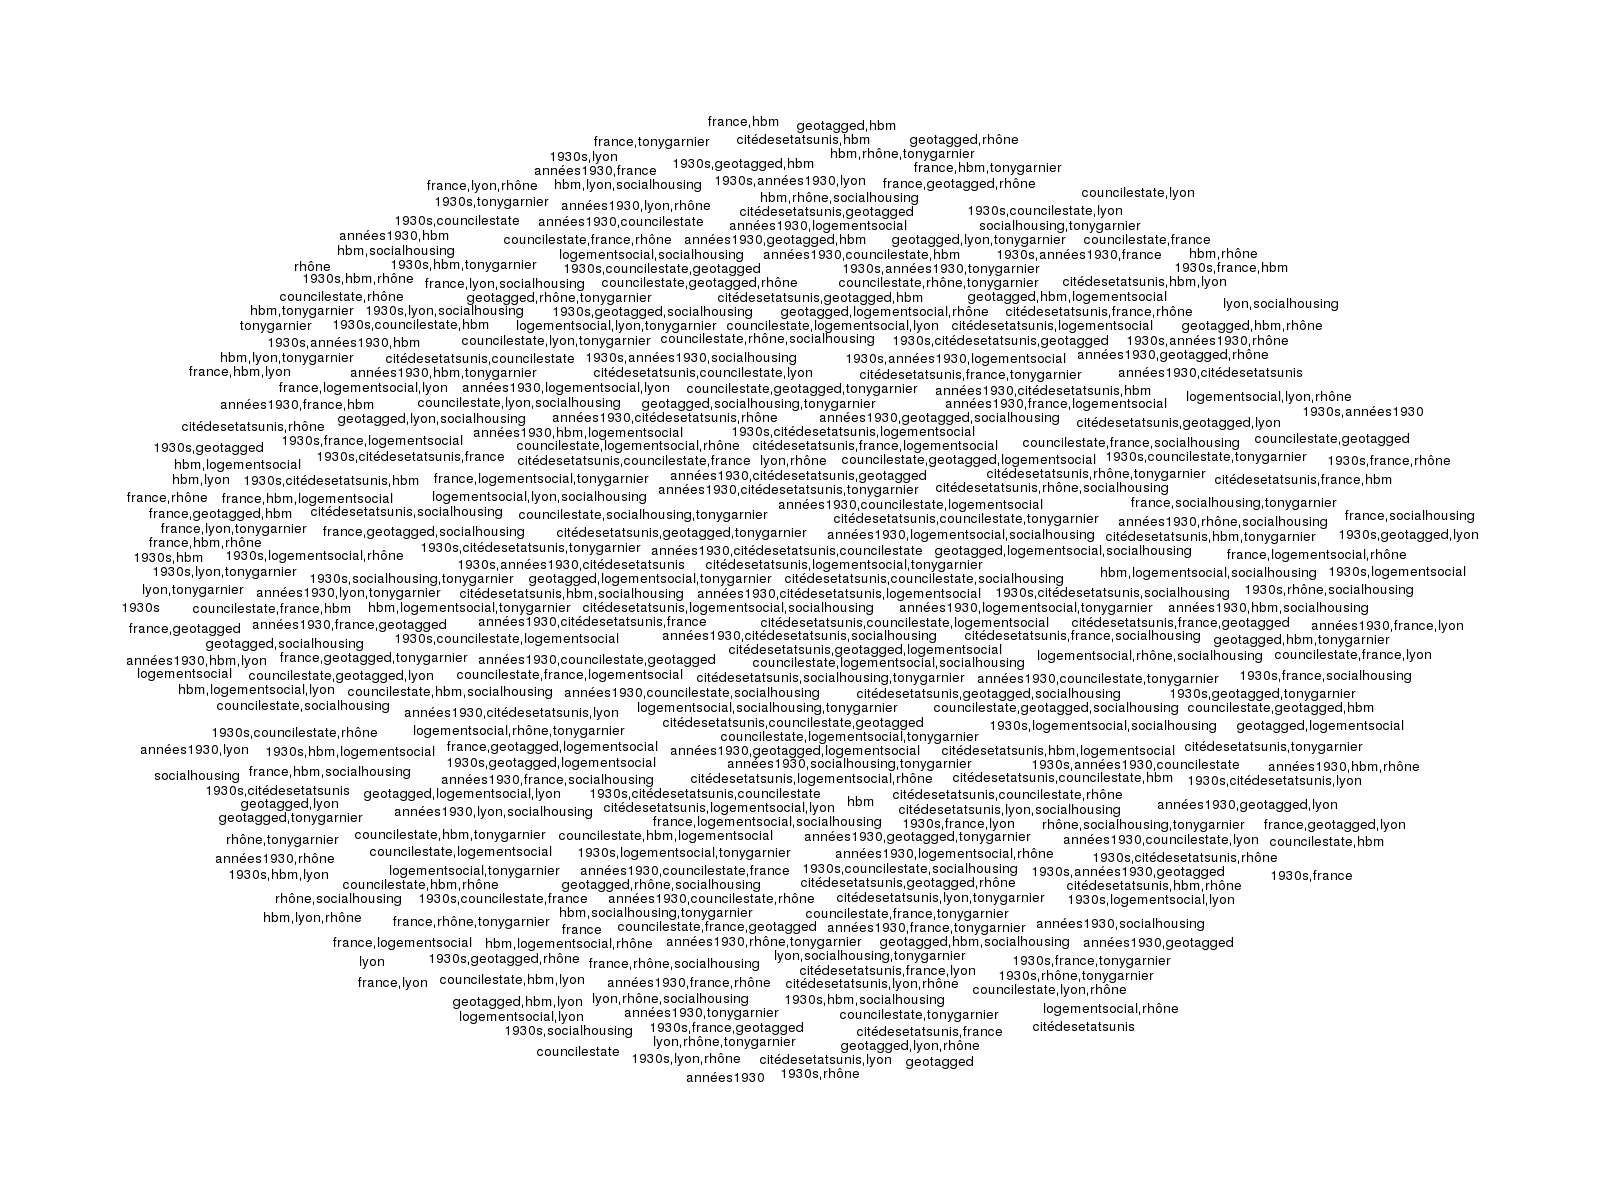 france,hbm geotagged,hbm
france,tonygarnier citédesetatsunis,hbm geotagged,rhône
1930s,lyon hbm,rhône,tonygarnier
années1930,france 1930s,geotagged,hbm france,hbm,tonygarnier
france,lyon,rhône hbm,lyon,socialhousing 1930s,années1930,lyon france,geotagged,rhône councilestate,lyon
1930s,tonygarnier années1930,lyon,rhône hbm,rhône,socialhousing
citédesetatsunis,geotagged 1930s,councilestate,lyon
1930s,councilestate années1930,councilestate années1930,logementsocial socialhousing,tonygarnier
années1930,hbm councilestate,france,rhône années1930,geotagged,hbm geotagged,lyon,tonygarnier councilestate,france
hbm,socialhousing logementsocial,socialhousing années1930,councilestate,hbm 1930s,années1930,france hbm,rhône
rhône 1930s,hbm,tonygarnier 1930s,councilestate,geotagged 1930s,années1930,tonygarnier 1930s,france,hbm
1930s,hbm,rhône france,lyon,socialhousing councilestate,geotagged,rhône councilestate,rhône,tonygarnier citédesetatsunis,hbm,lyon
councilestate,rhône geotagged,rhône,tonygarnier citédesetatsunis,geotagged,hbm geotagged,hbm,logementsocial lyon,socialhousing
hbm,tonygarnier 1930s,lyon,socialhousing 1930s,geotagged,socialhousing geotagged,logementsocial,rhône citédesetatsunis,france,rhône
tonygarnier 1930s,councilestate,hbm logementsocial,lyon,tonygarnier councilestate,logementsocial,lyon citédesetatsunis,logementsocial geotagged,hbm,rhône
1930s,années1930,hbm councilestate,lyon,tonygarnier councilestate,rhône,socialhousing 1930s,citédesetatsunis,geotagged 1930s,années1930,rhône
hbm,lyon,tonygarnier citédesetatsunis,councilestate 1930s,années1930,socialhousing 1930s,années1930,logementsocial années1930,geotagged,rhône
france,hbm,lyon années1930,hbm,tonygarnier citédesetatsunis,councilestate,lyon citédesetatsunis,france,tonygarnier années1930,citédesetatsunis
france,logementsocial,lyon années1930,logementsocial,lyon councilestate,geotagged,tonygarnier années1930,citédesetatsunis,hbm logementsocial,lyon,rhône
années1930,france,hbm councilestate,lyon,socialhousing geotagged,socialhousing,tonygarnier années1930,france,logementsocial 1930s,années1930
citédesetatsunis,rhône geotagged,lyon,socialhousing années1930,citédesetatsunis,rhône années1930,geotagged,socialhousing citédesetatsunis,geotagged,lyon
1930s,geotagged 1930s,france,logementsocial années1930,hbm,logementsocial 1930s,citédesetatsunis,logementsocial councilestate,france,socialhousing councilestate,geotagged
councilestate,logementsocial,rhône citédesetatsunis,france,logementsocial
hbm,logementsocial 1930s,citédesetatsunis,france citédesetatsunis,councilestate,france lyon,rhône councilestate,geotagged,logementsocial 1930s,councilestate,tonygarnier 1930s,france,rhône
hbm,lyon 1930s,citédesetatsunis,hbm france,logementsocial,tonygarnier années1930,citédesetatsunis,geotagged citédesetatsunis,rhône,tonygarnier citédesetatsunis,france,hbm
france,rhône france,hbm,logementsocial logementsocial,lyon,socialhousing années1930,citédesetatsunis,tonygarnier citédesetatsunis,rhône,socialhousing
france,geotagged,hbm citédesetatsunis,socialhousing councilestate,socialhousing,tonygarnier années1930,councilestate,logementsocial france,socialhousing,tonygarnier france,socialhousing
citédesetatsunis,councilestate,tonygarnier années1930,rhône,socialhousing
france,lyon,tonygarnier france,geotagged,socialhousing citédesetatsunis,geotagged,tonygarnier années1930,logementsocial,socialhousing citédesetatsunis,hbm,tonygarnier 1930s,geotagged,lyon
france,hbm,rhône
1930s,hbm 1930s,logementsocial,rhône 1930s,citédesetatsunis,tonygarnier années1930,citédesetatsunis,councilestate geotagged,logementsocial,socialhousing france,logementsocial,rhône
1930s,lyon,tonygarnier 1930s,années1930,citédesetatsunis citédesetatsunis,logementsocial,tonygarnier hbm,logementsocial,socialhousing 1930s,logementsocial
1930s,socialhousing,tonygarnier geotagged,logementsocial,tonygarnier citédesetatsunis,councilestate,socialhousing
lyon,tonygarnier années1930,lyon,tonygarnier citédesetatsunis,hbm,socialhousing années1930,citédesetatsunis,logementsocial 1930s,citédesetatsunis,socialhousing 1930s,rhône,socialhousing
1930s councilestate,france,hbm hbm,logementsocial,tonygarnier citédesetatsunis,logementsocial,socialhousing années1930,logementsocial,tonygarnier années1930,hbm,socialhousing
france,geotagged années1930,france,geotagged années1930,citédesetatsunis,france citédesetatsunis,councilestate,logementsocial citédesetatsunis,france,geotagged années1930,france,lyon
geotagged,socialhousing 1930s,councilestate,logementsocial années1930,citédesetatsunis,socialhousing citédesetatsunis,france,socialhousing geotagged,hbm,tonygarnier
citédesetatsunis,geotagged,logementsocial
années1930,hbm,lyon france,geotagged,tonygarnier années1930,councilestate,geotagged councilestate,logementsocial,socialhousing logementsocial,rhône,socialhousing councilestate,france,lyon
logementsocial councilestate,geotagged,lyon councilestate,france,logementsocial citédesetatsunis,socialhousing,tonygarnier années1930,councilestate,tonygarnier 1930s,france,socialhousing
hbm,logementsocial,lyon councilestate,hbm,socialhousing années1930,councilestate,socialhousing citédesetatsunis,geotagged,socialhousing 1930s,geotagged,tonygarnier
councilestate,socialhousing années1930,citédesetatsunis,lyon logementsocial,socialhousing,tonygarnier councilestate,geotagged,socialhousing councilestate,geotagged,hbm
1930s,councilestate,rhône logementsocial,rhône,tonygarnier citédesetatsunis,councilestate,geotagged 1930s,logementsocial,socialhousing geotagged,logementsocial
councilestate,logementsocial,tonygarnier
années1930,lyon 1930s,hbm,logementsocial france,geotagged,logementsocial années1930,geotagged,logementsocial citédesetatsunis,hbm,logementsocial citédesetatsunis,tonygarnier
1930s,geotagged,logementsocial années1930,socialhousing,tonygarnier 1930s,années1930,councilestate années1930,hbm,rhône
socialhousing france,hbm,socialhousing années1930,france,socialhousing citédesetatsunis,logementsocial,rhône citédesetatsunis,councilestate,hbm 1930s,citédesetatsunis,lyon
1930s,citédesetatsunis geotagged,logementsocial,lyon 1930s,citédesetatsunis,councilestate citédesetatsunis,councilestate,rhône
geotagged,lyon années1930,lyon,socialhousing citédesetatsunis,logementsocial,lyon hbm citédesetatsunis,lyon,socialhousing années1930,geotagged,lyon
geotagged,tonygarnier france,logementsocial,socialhousing 1930s,france,lyon rhône,socialhousing,tonygarnier france,geotagged,lyon
rhône,tonygarnier councilestate,hbm,tonygarnier councilestate,hbm,logementsocial années1930,geotagged,tonygarnier années1930,councilestate,lyon councilestate,hbm
années1930,rhône councilestate,logementsocial 1930s,logementsocial,tonygarnier années1930,logementsocial,rhône 1930s,citédesetatsunis,rhône
1930s,hbm,lyon logementsocial,tonygarnier années1930,councilestate,france 1930s,councilestate,socialhousing 1930s,années1930,geotagged 1930s,france
councilestate,hbm,rhône geotagged,rhône,socialhousing citédesetatsunis,geotagged,rhône citédesetatsunis,hbm,rhône
rhône,socialhousing 1930s,councilestate,france années1930,councilestate,rhône citédesetatsunis,lyon,tonygarnier 1930s,logementsocial,lyon
hbm,lyon,rhône france,rhône,tonygarnier hbm,socialhousing,tonygarnier councilestate,france,tonygarnier
france councilestate,france,geotagged années1930,france,tonygarnier années1930,socialhousing
france,logementsocial hbm,logementsocial,rhône années1930,rhône,tonygarnier geotagged,hbm,socialhousing années1930,geotagged
lyon 1930s,geotagged,rhône france,rhône,socialhousing lyon,socialhousing,tonygarnier 1930s,france,tonygarnier
citédesetatsunis,france,lyon 1930s,rhône,tonygarnier
france,lyon councilestate,hbm,lyon années1930,france,rhône citédesetatsunis,lyon,rhône councilestate,lyon,rhône
geotagged,hbm,lyon lyon,rhône,socialhousing 1930s,hbm,socialhousing logementsocial,rhône
logementsocial,lyon années1930,tonygarnier councilestate,tonygarnier
1930s,socialhousing 1930s,france,geotagged citédesetatsunis,france citédesetatsunis
lyon,rhône,tonygarnier geotagged,lyon,rhône
councilestate 1930s,lyon,rhône citédesetatsunis,lyon geotagged
années1930 1930s,rhône